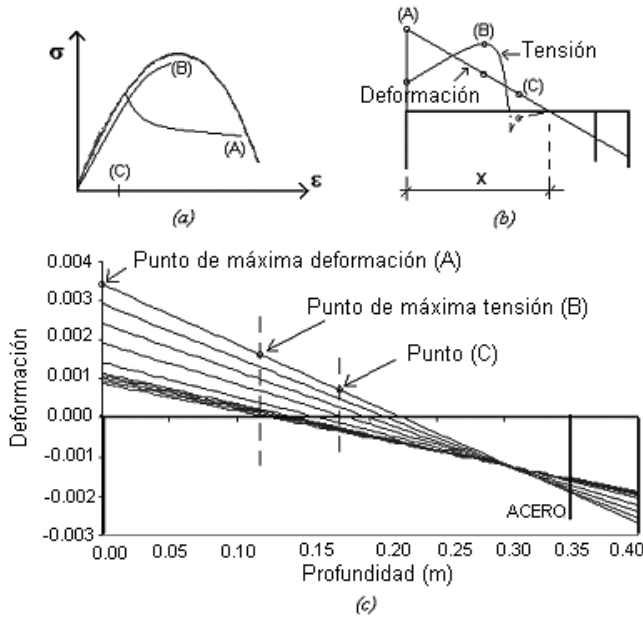 σ
(B)
(A)
(C)
ε
(a)
(A)
(B)
Tensión
Deformación
(C)
x
(b)
0.004
0.003
0.002
0.001
0.000
-0.001
-0.002
-0.003
Deformación
Punto de máxima deformación (A)
Punto de máxima tensión (B)
Punto (C)
ACERO
0.00
0.05
0.10
0.15
0.20
0.25
0.30
0.35
0.40
Profundidad (m)
(c)